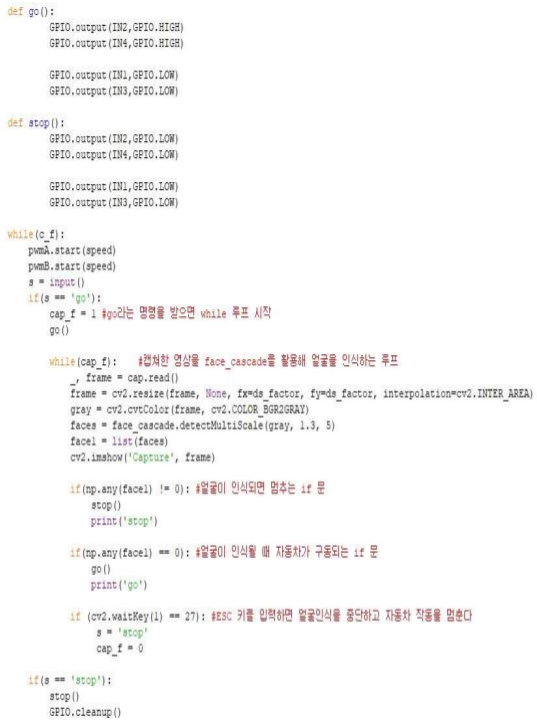 def go():
GPIO.output(IN2,GPIO.HIGH)
GPIO.output(IN4,GPIO.HIGH)
GPIO.output(IN1,GPIO.LOW)
GPIO.output(IN3,GPIO.LOW)
def stop():
GPIO.output(IN2,GPIO.LOW)
GPIO.output(IN4,GPIO.LOW)
GPIO.output(IN1,GPIO.LOW)
GPIO.output(IN3,GPIO.LOW)
while(c_f):
pwmA.start(speed)
pwmB.start(speed)
s = input()
if(s == 'go'):
cap_f = 1 #go라는 명령을 받으면 while 루프 시작
go()
while(cap_f): #캡쳐한 영상을 face_cascade를 활용해 얼굴을 인식하는 루프
_, frame = cap.read()
frame = cv2.resize(frame, None, fx=ds_factor, fy=ds_factor, interpolation=cv2.INTER_AREA)
gray = cv2.cvtColor(frame, cv2.COLOR_BGR2GRAY)
faces = face_cascade.detectMultiScale(gray, 1.3, 5)
face1 = list(faces)
cv2.imshow('Capture', frame)
if(np.any(face1) != 0): #얼굴이 인식되면 멈추는 if 문
stop()
print('stop')
if(np.any(face1) == 0): #얼굴이 인식될 때 자동차가 구동되는 if 문
go()
print('go')
if (cv2.waitKey(1) == 27): #ESC 키를 입력하면 얼굴인식을 중단하고 자동차 작동을 멈춘다
s = 'stop'
cap_f = 0
if(s == 'stop'):
stop()
GPIO.cleanup()